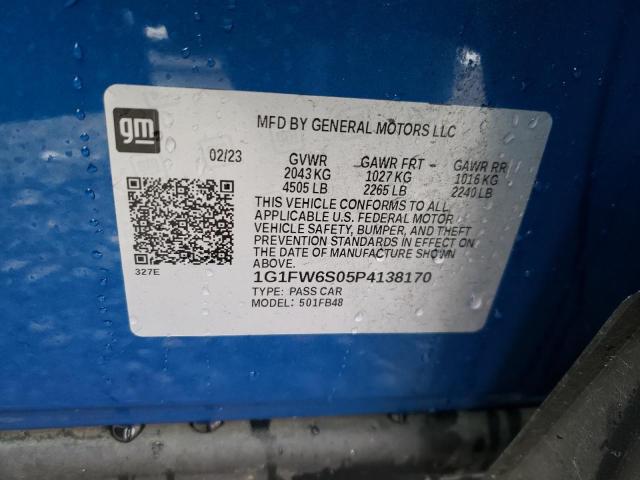 gm
MFD BY GENERAL MOTORS LLC
02/23 GVWR GAWR FRT GAWR RR
2043 KG 1027 KG 1016 KG
4505 LB 2265 LB 2240 LB
THIS VEHICLE CONFORMS TO ALL
APPLICABLE U.S. FEDERAL MOTOR
VEHICLE SAFETY, BUMPER, AND THEFT
PREVENTION STANDARDS IN EFFECT ON
THE DATE OF MANUFACTURE SHOWN
ABOVE.
327E
1G1FW6S05P4138170
TYPE: PASS CAR
MODEL: 501FB48